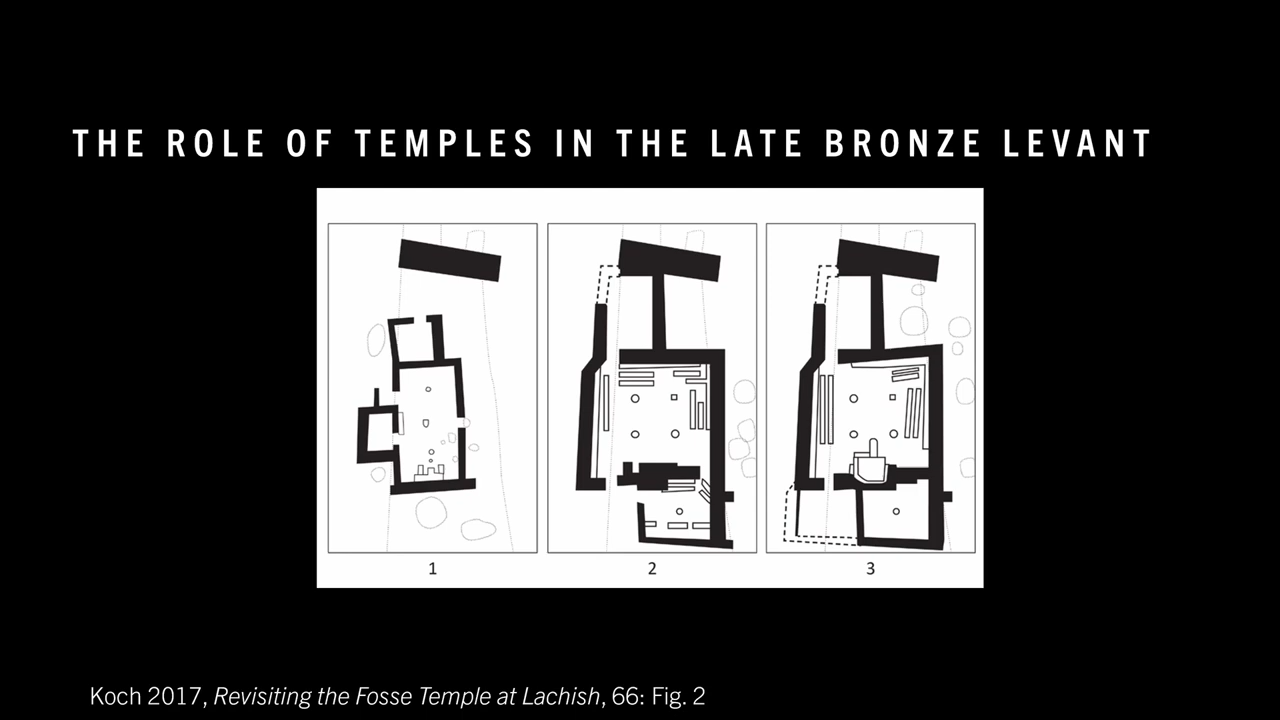 THE ROLE OF TEMPLES IN THE LATE BRONZE LEVANT
1 2 3
Koch 2017, Revisiting the Fosse Temple at Lachish, 66: Fig. 2